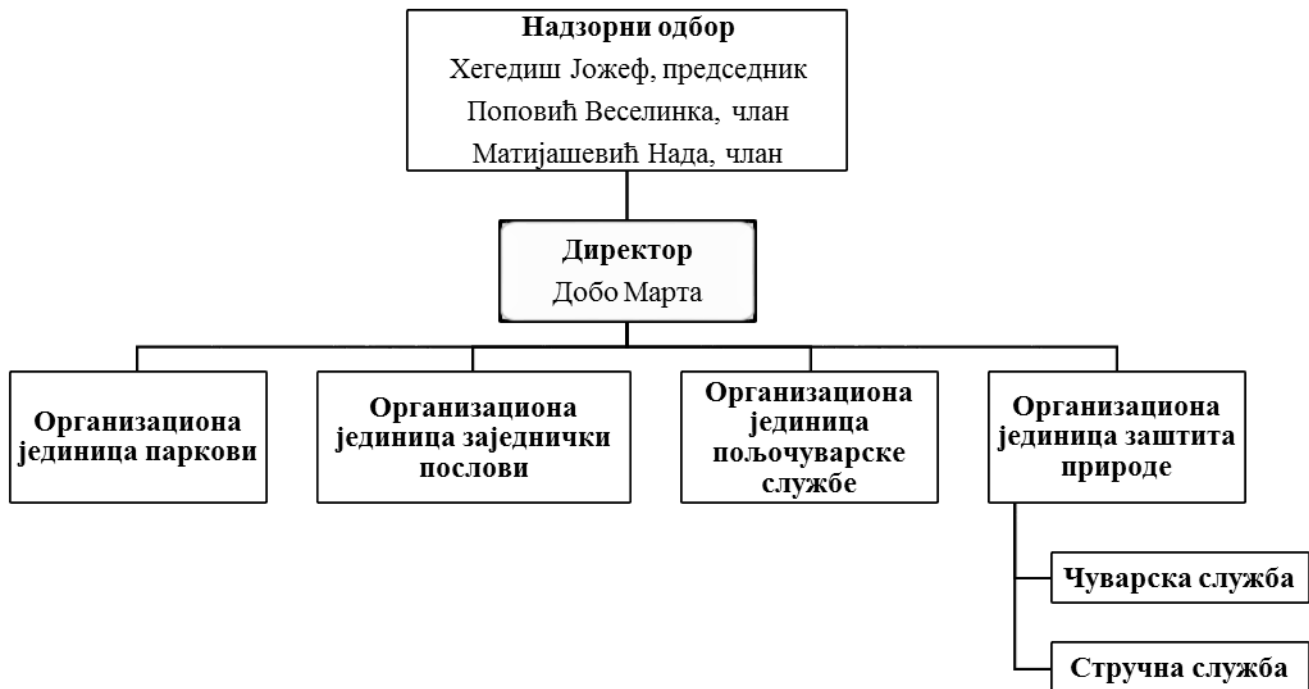 Надзорни одбор
Хегедиш Јожеф, председник
Поповић Веселинка, члан
Матијашевић Нада, члан
Директор
Добо Марта
Организациона
јединица паркови
Организациона
јединица заједнички
послови
Организациона
јединица
пољочуварске
службе
Организациона
јединица заштита
природе
Чуварска служба
Стручна служба